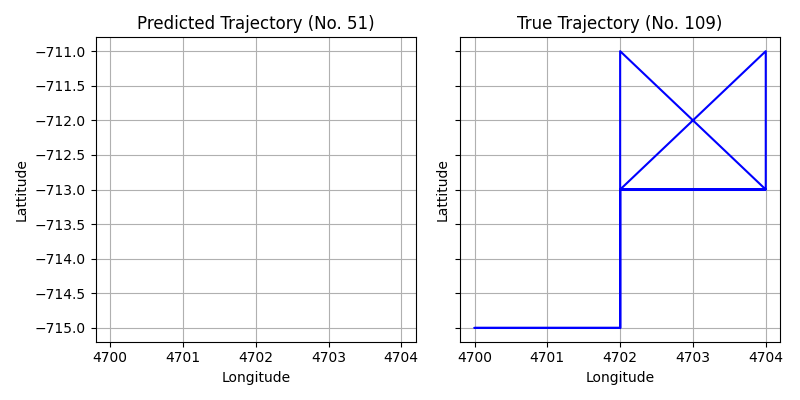 Predicted Trajectory (No. 51)
True Trajectory (No. 109)
Lattitude
−711.0
−711.5
−712.0
−712.5
−713.0
−713.5
−714.0
−714.5
−715.0
4700 4701 4702 4703 4704
Longitude
Lattitude
4700 4701 4702 4703 4704
Longitude